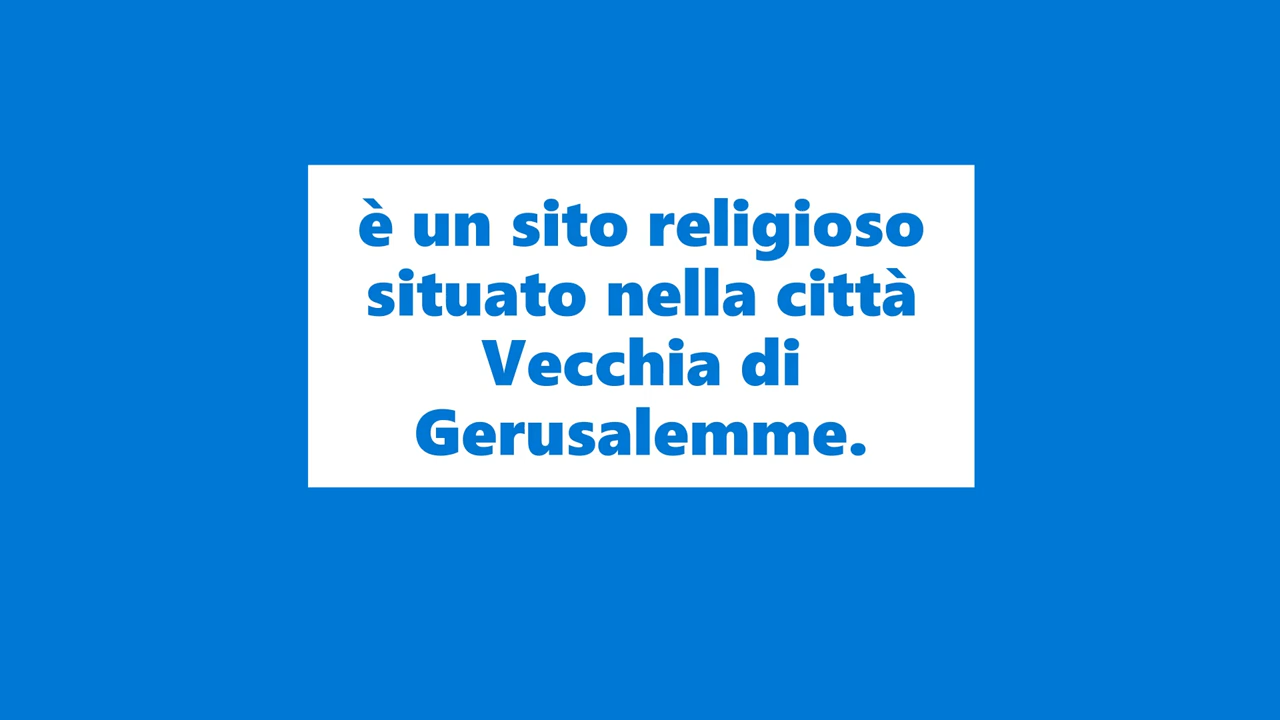 è un sito religioso
situato nella città
Vecchia di
Gerusalemme.